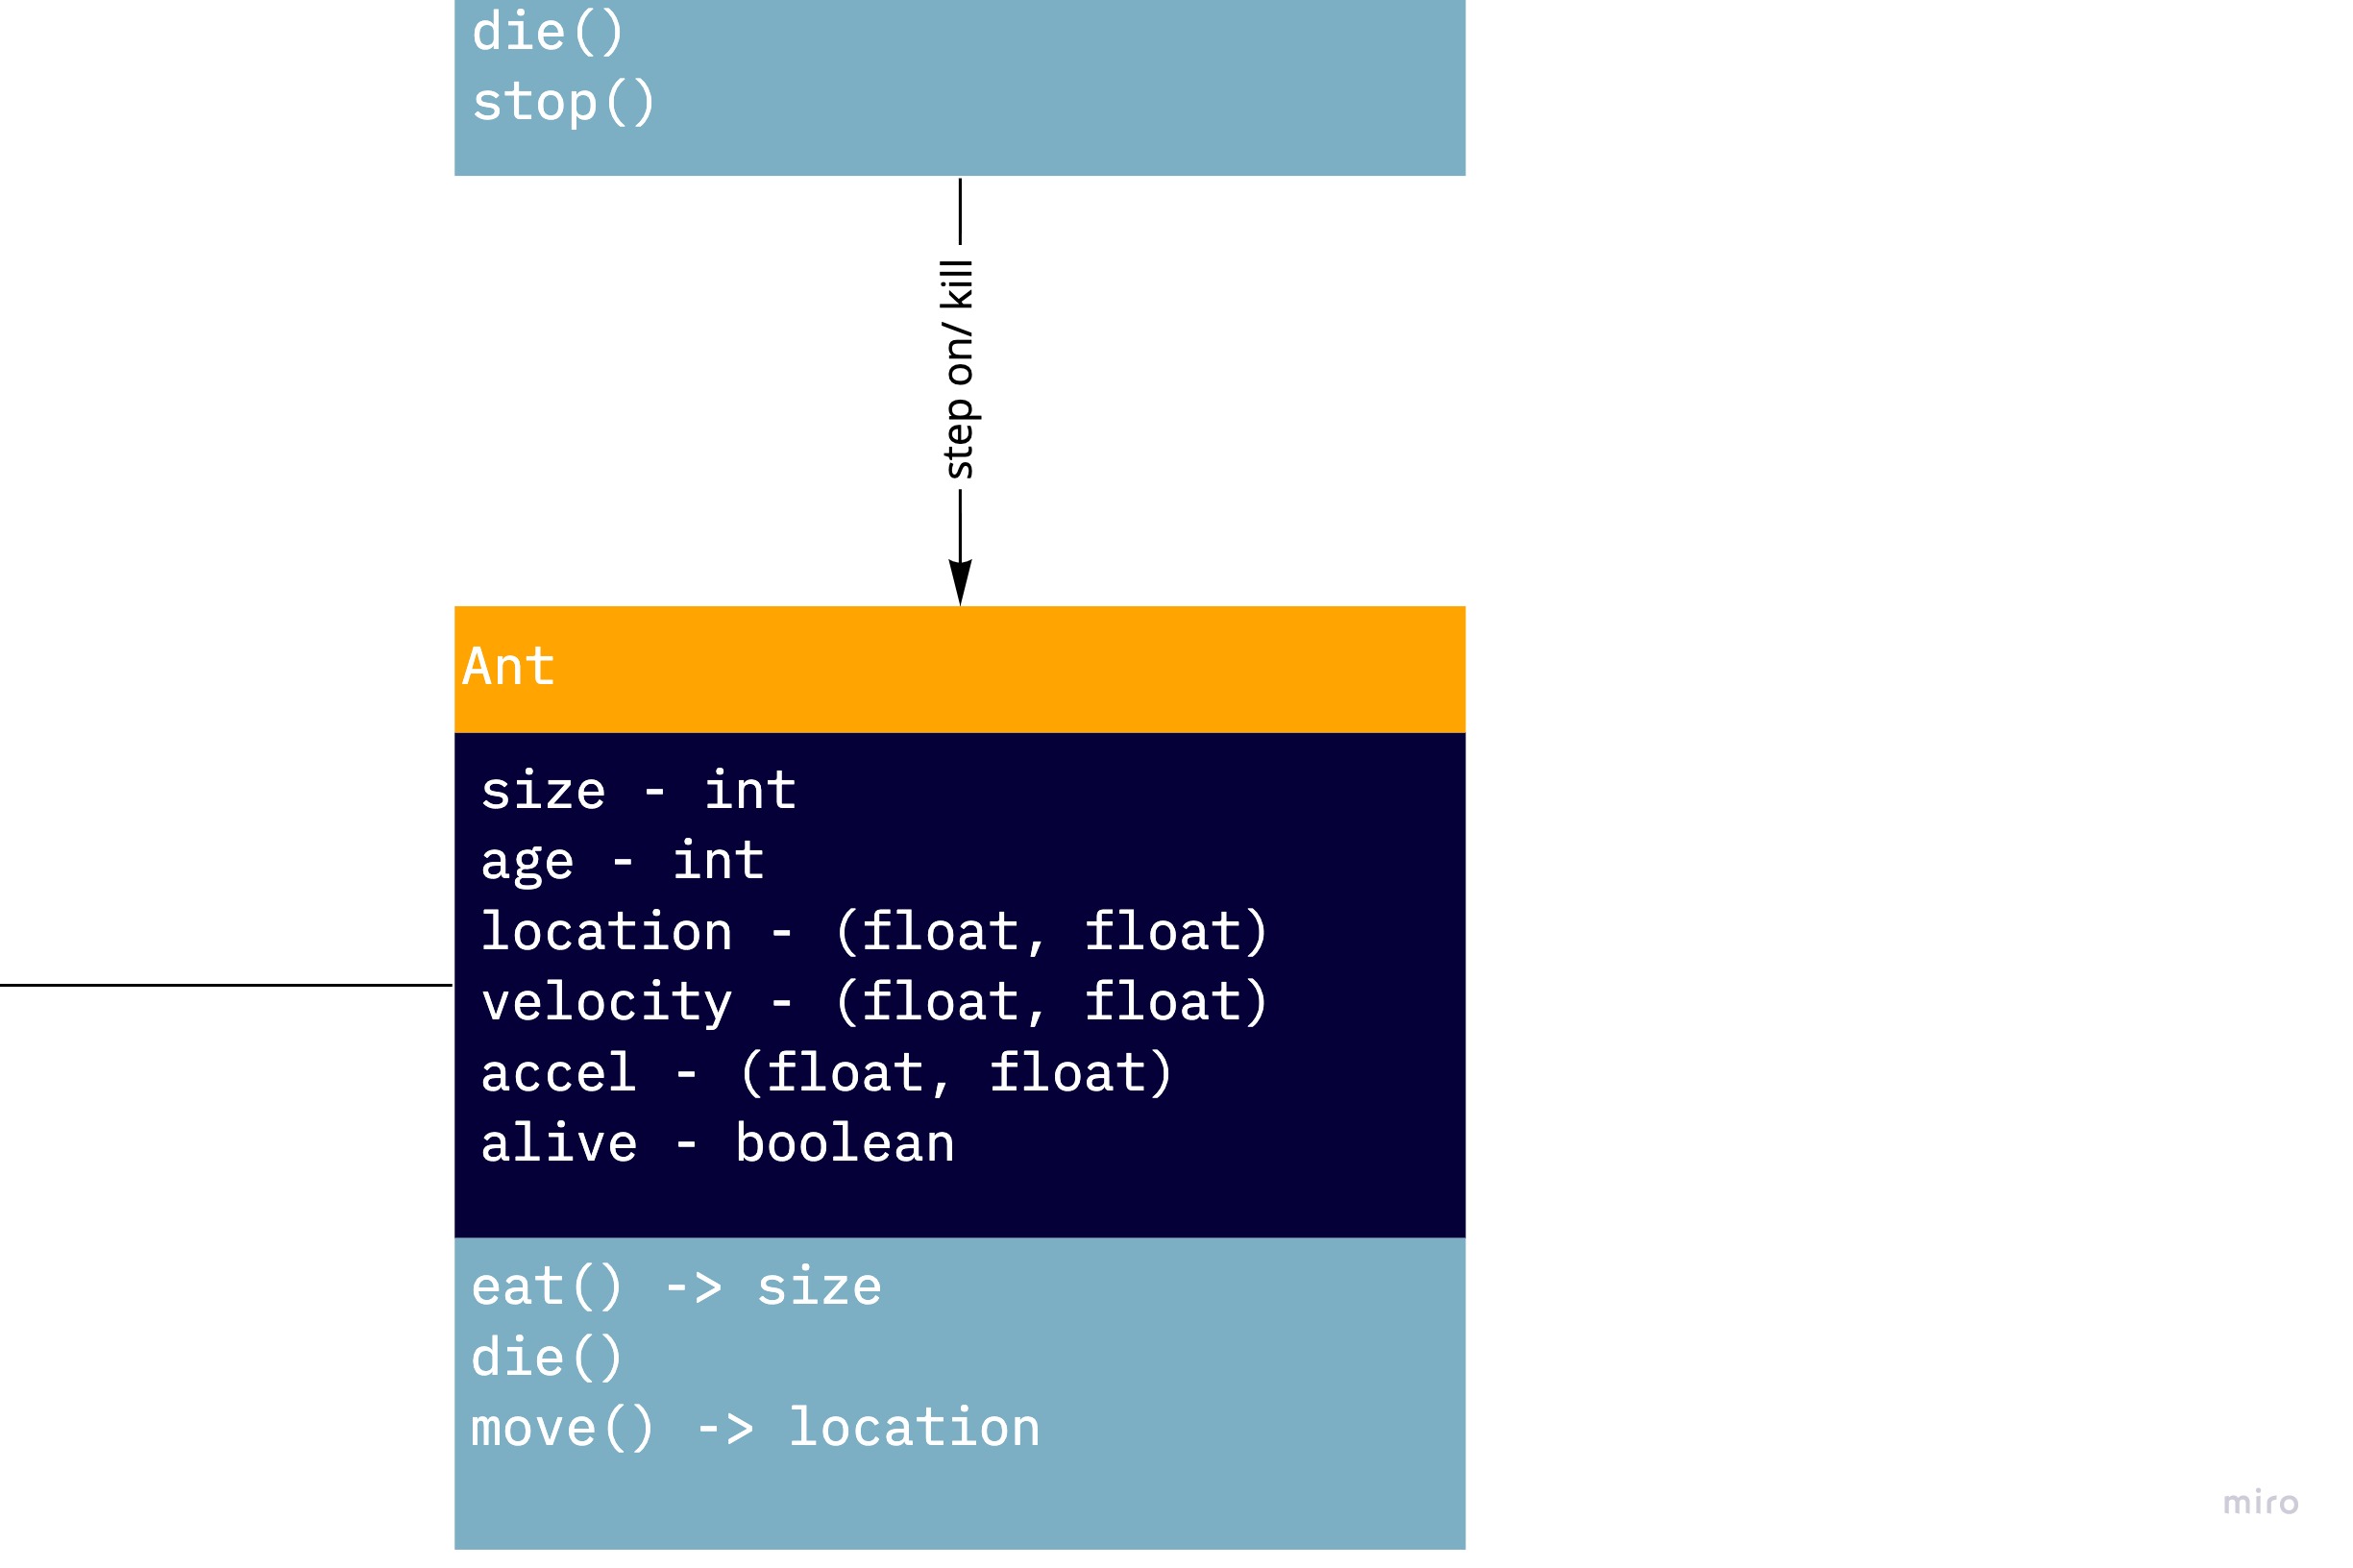 die()
stop()
step on/ kill
Ant
size - int
age - int
location - (float, float)
velocity - (float, float)
accel - (float, float)
alive - boolean
eat() -> size
die()
move() -> location
miro